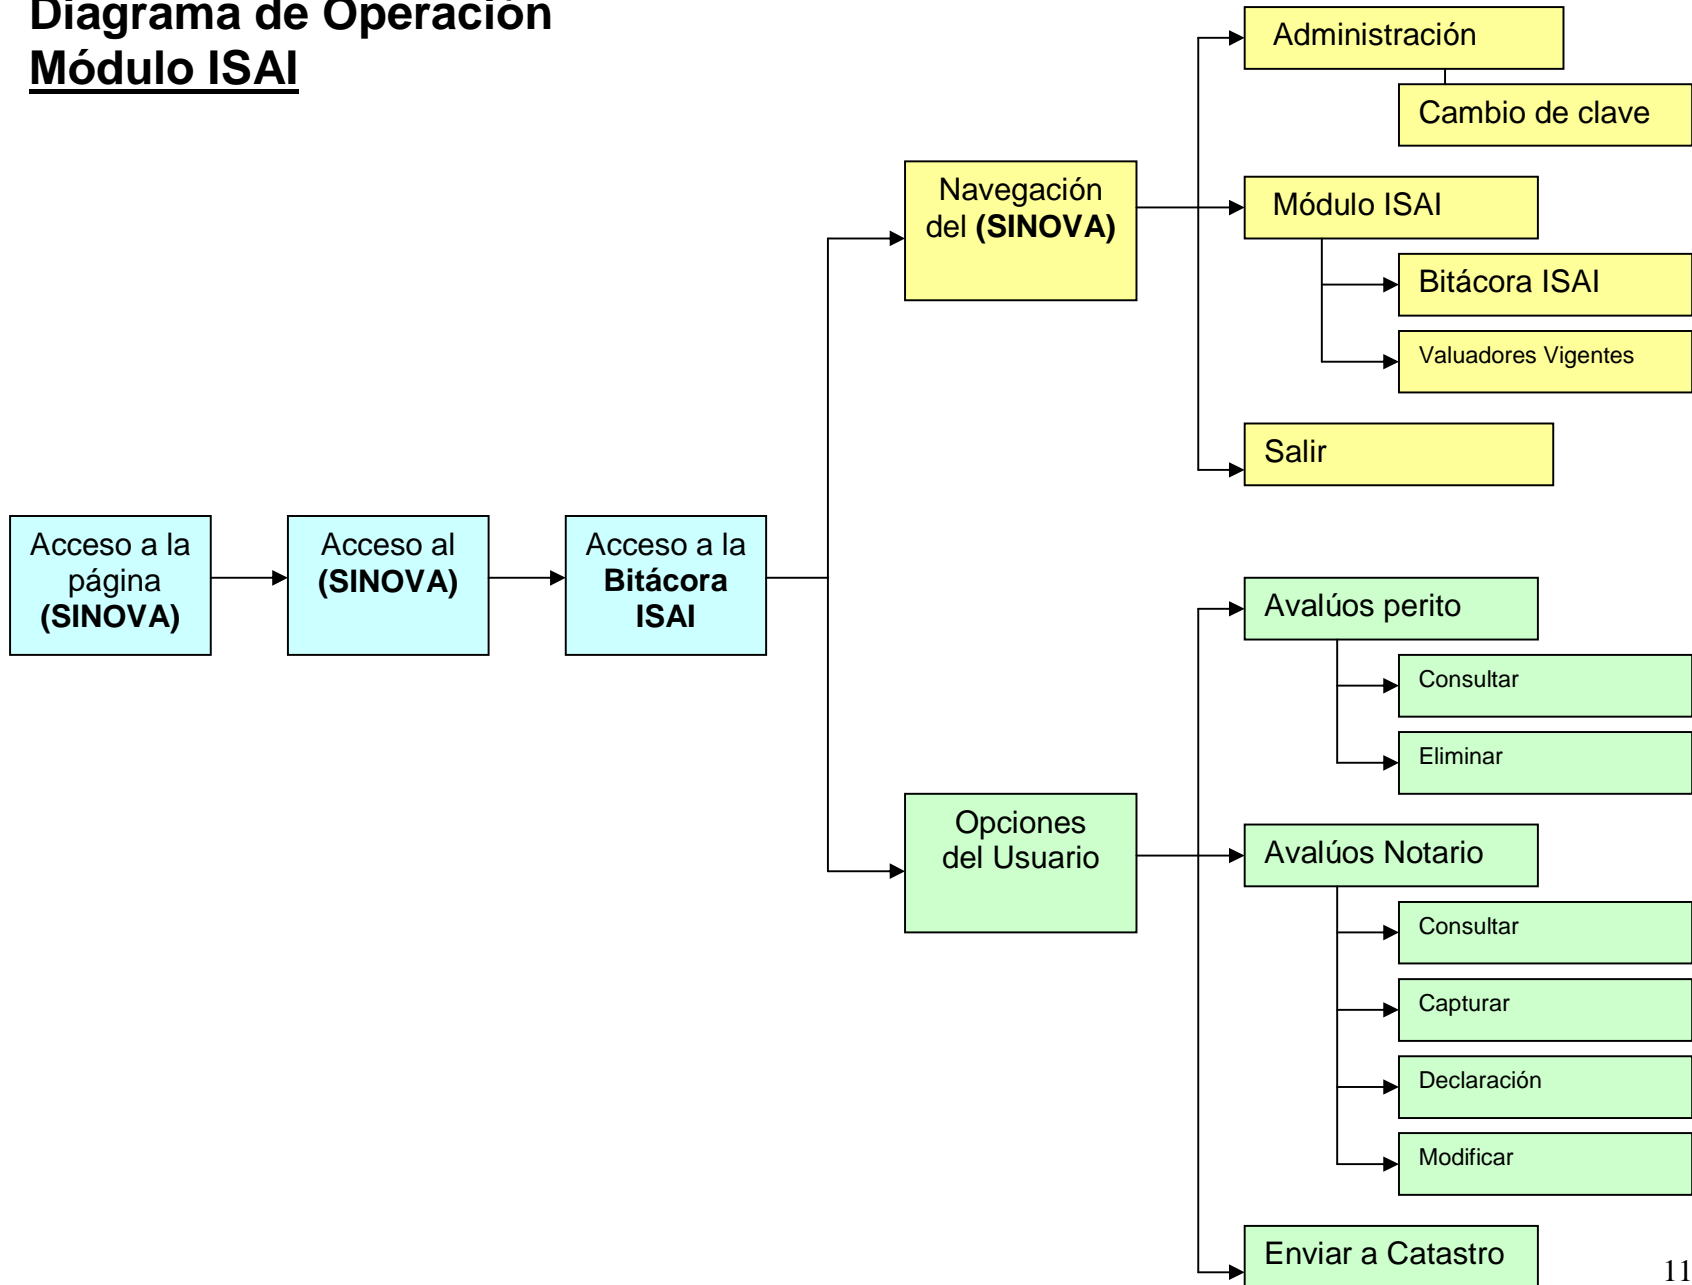 Diagrama de Operación
Módulo ISAI
Administración
Cambio de clave
Navegación
del (SINOVA)
Módulo ISAI
Bitácora ISAI
Valuadores Vigentes
Salir
Acceso a la
página
(SINOVA)
Acceso al
(SINOVA)
Acceso a la
Bitácora
ISAI
Avalúos perito
Consultar
Eliminar
Opciones
del Usuario
Avalúos Notario
Consultar
Capturar
Declaración
Modificar
Enviar a Catastro
11